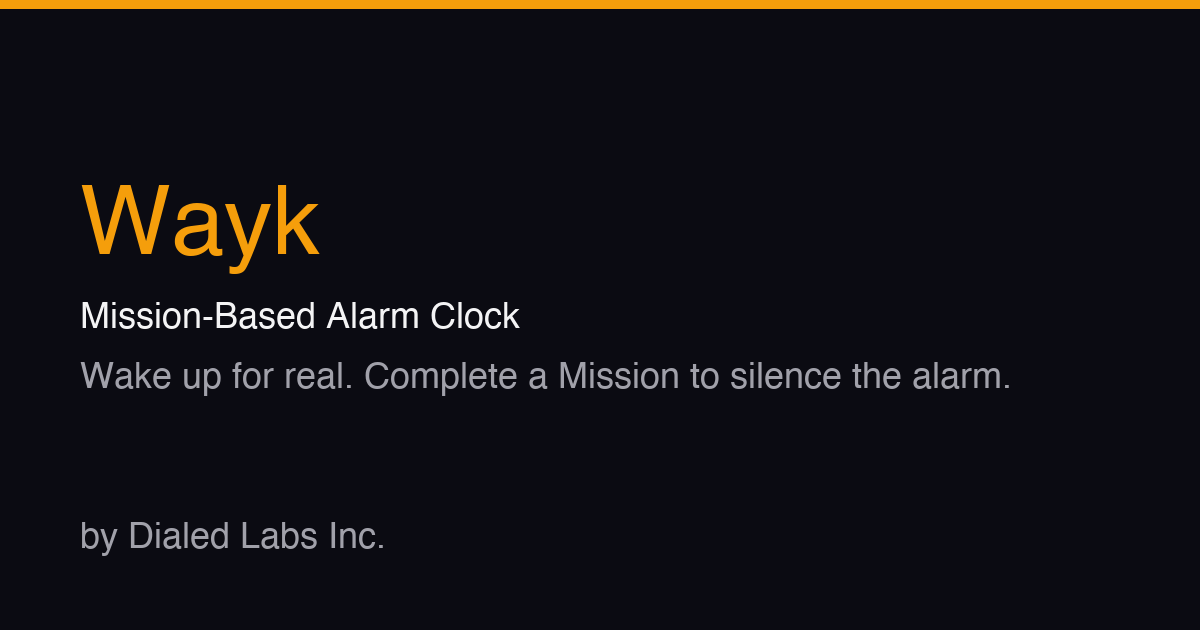 Wayk
Mission-Based Alarm Clock
Wake up for real. Complete a Mission to silence the alarm.
by Dialed Labs Inc.